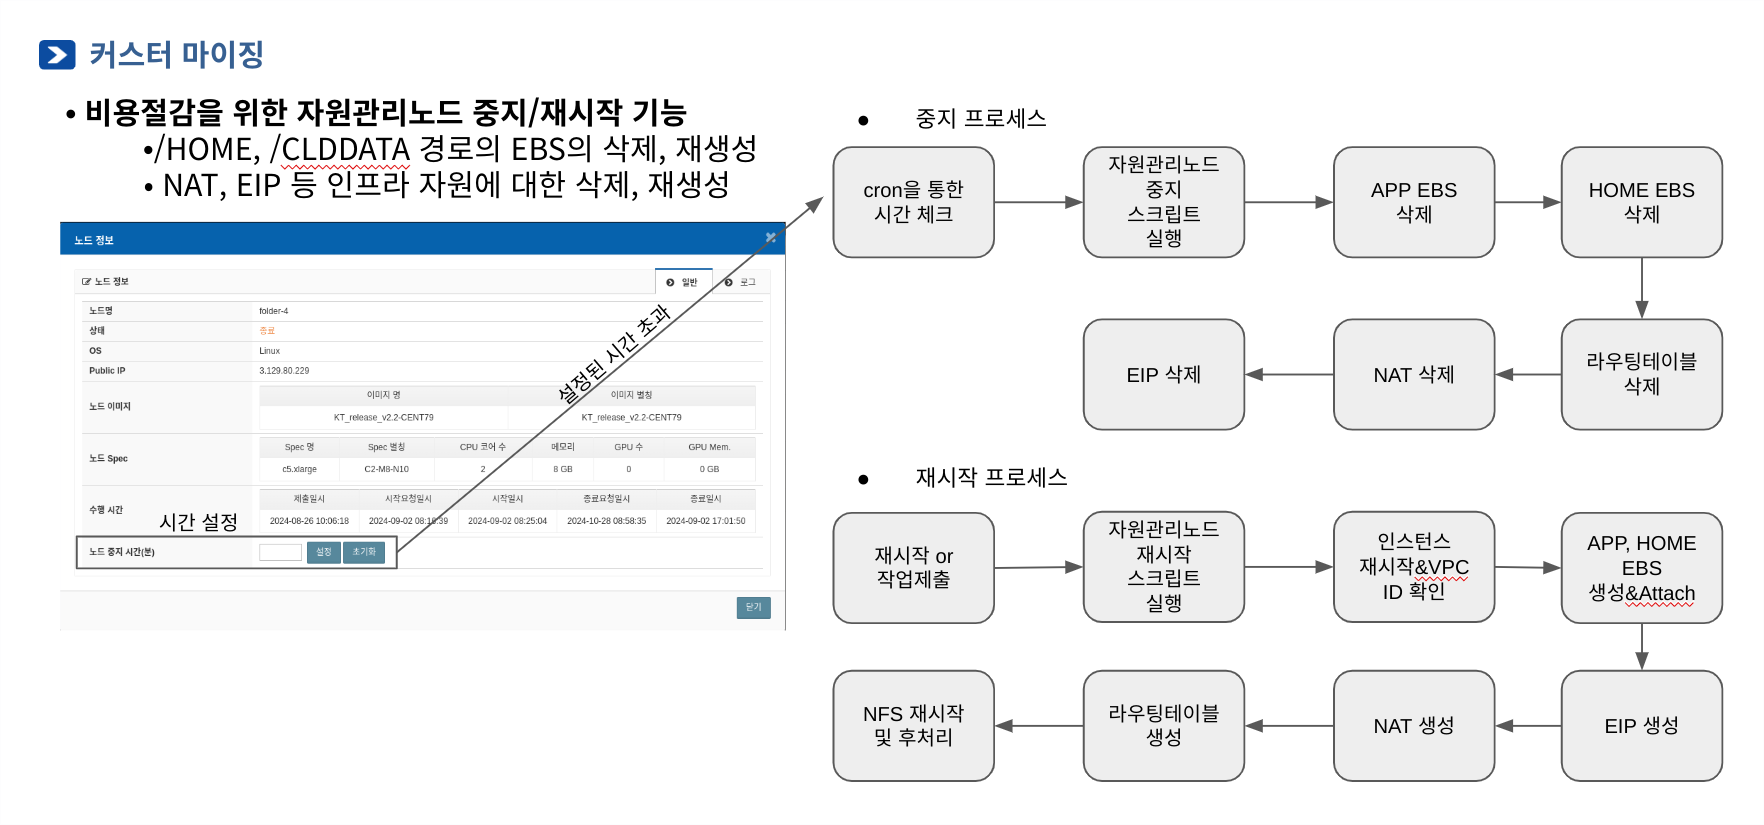 커스터 마이징
• 비용절감을 위한 자원관리노드 중지/재시작 기능
•/HOME, /CLDDATA 경로의 EBS의 삭제, 재생성
• NAT, EIP 등 인프라 자원에 대한 삭제, 재생성
노드 정보
노드 정보
일반
로그
노드명 folder-4
상태 종료
OS Linux
Public IP 3.129.80.229
노드 이미지
이미지 명 이미지 별칭
KT_release_v2.2-CENT79 KT_release_v2.2-CENT79
노드 Spec
Spec 명 Spec 별칭 CPU 코어 수 메모리 GPU 수 GPU Mem.
c5.xlarge C2-M8-N10 2 8 GB 0 0 GB
수행 시간
제출일시 시작요청일시 시작일시 종료요청일시 종료일시
2024-08-26 10:06:18 2024-09-02 08:16:39 2024-09-02 08:25:04 2024-10-28 08:58:35 2024-09-02 17:01:50
시간 설정
노드 중지 시간(분) 설정 초기화
닫기
설정된 시간 초과
● 중지 프로세스
cron을 통한
시간 체크
자원관리노드
중지
스크립트
실행
APP EBS
삭제
HOME EBS
삭제
라우팅테이블
삭제
NAT 삭제
EIP 삭제
● 재시작 프로세스
재시작 or
작업제출
자원관리노드
재시작
스크립트
실행
인스턴스
재시작&VPC
ID 확인
APP, HOME
EBS
생성&Attach
EIP 생성
NAT 생성
라우팅테이블
생성
NFS 재시작
및 후처리